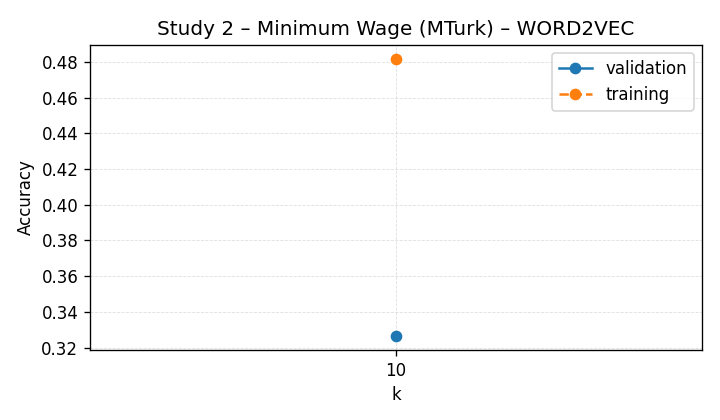 Study 2 – Minimum Wage (MTurk) – WORD2VEC
validation
training
Accuracy
0.48
0.46
0.44
0.42
0.40
0.38
0.36
0.34
0.32
10
k